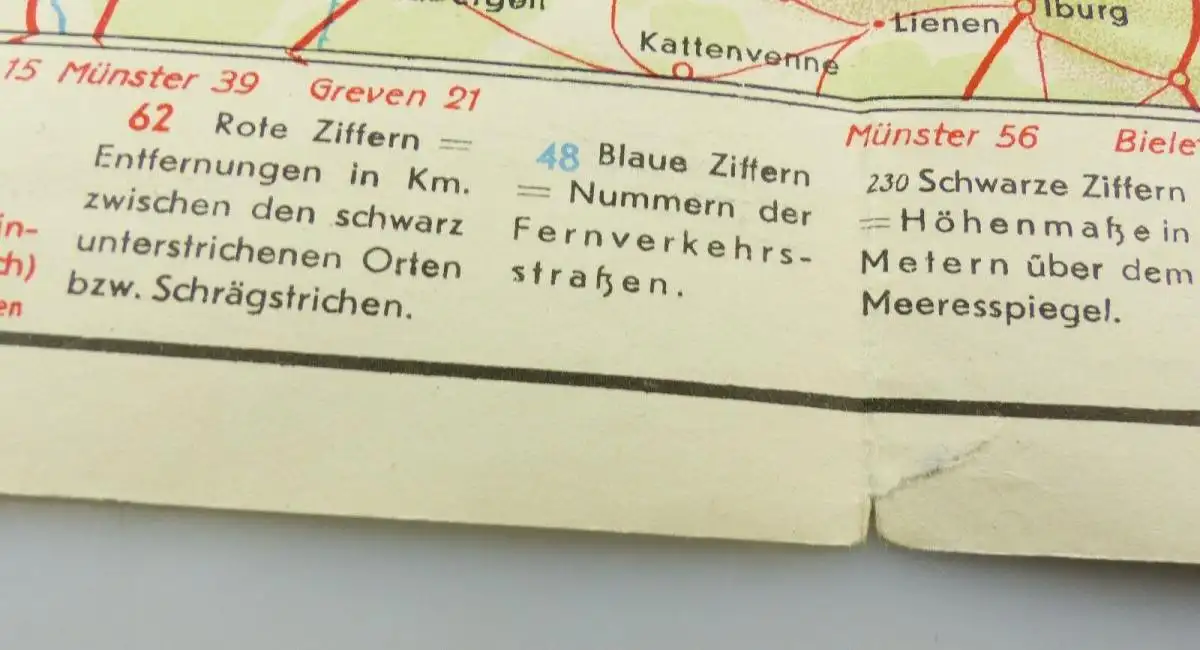 Lienen
Iburg
Kattenvenne
15 Münster 39 Greven 21
Münster 56
62 Rote Ziffern =
Entfernungen in Km.
zwischen den schwarz
unterstrichenen Orten
bzw. Schrägstrichen.
48 Blaue Ziffern
= Nummern der
Fernverkehrs-
straßen.
230 Schwarze Ziffern
= Höhenmaße in
Metern über dem
Meeresspiegel.